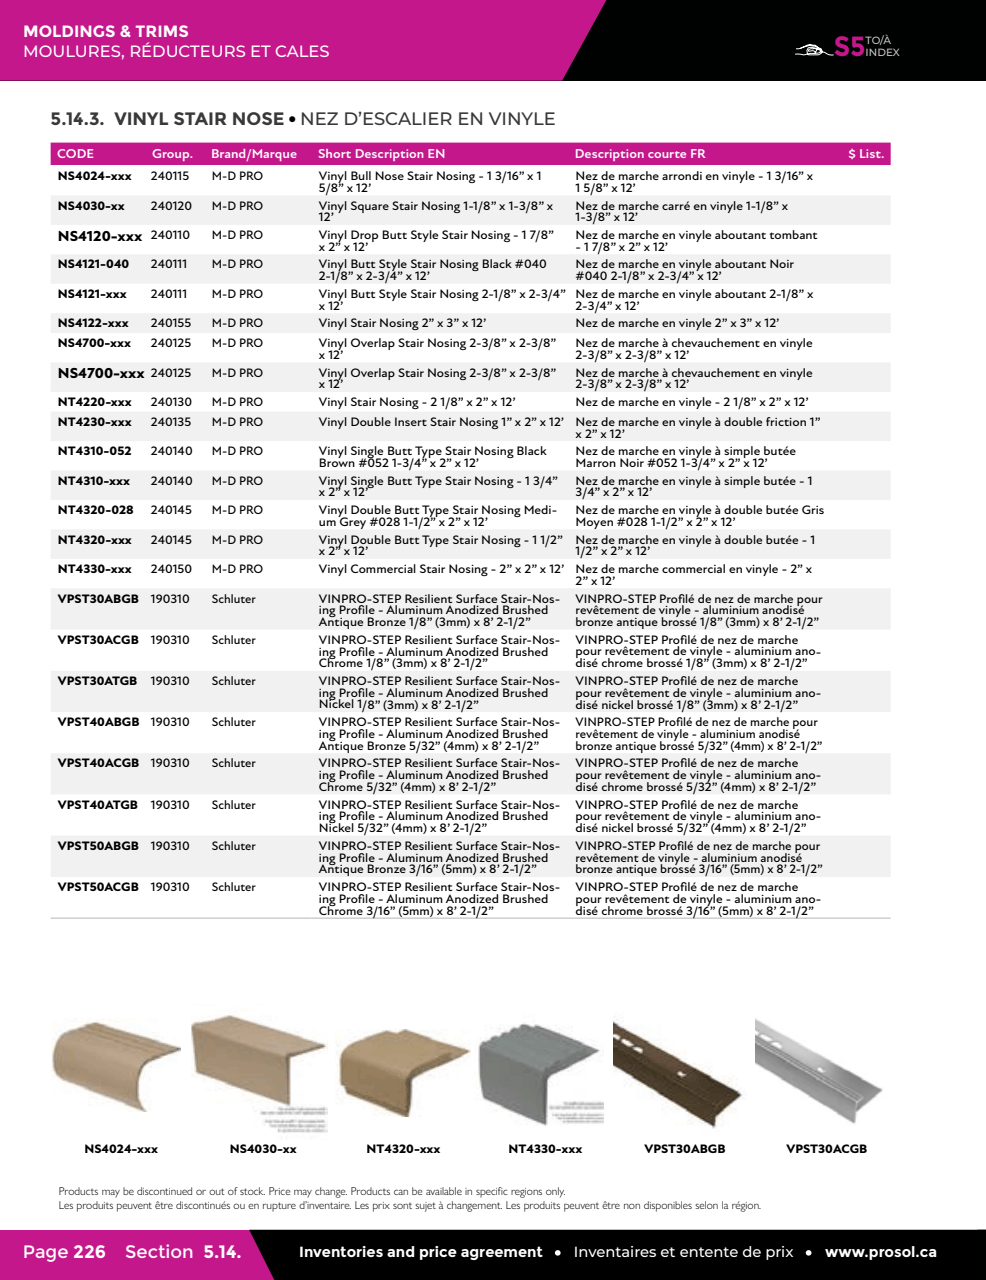 MOLDINGS & TRIMS
MOULURES, RÉDUCTEURS ET CALES
S5 TO/À INDEX
5.14.3. VINYL STAIR NOSE • NEZ D’ESCALIER EN VINYLE
CODE Group. Brand/Marque Short Description EN Description courte FR $ List.
NS4024-xxx 240115 M-D PRO Vinyl Bull Nose Stair Nosing - 1 3/16” x 1 Nez de marche arrondi en vinyle - 1 3/16” x
5/8” x 12’ 1 5/8” x 12’
NS4030-xx 240120 M-D PRO Vinyl Square Stair Nosing 1-1/8” x 1-3/8” x Nez de marche carré en vinyle 1-1/8” x
12’ 1-3/8” x 12’
NS4120-xxx 240110 M-D PRO Vinyl Drop Butt Style Stair Nosing - 1 7/8” Nez de marche en vinyle aboutant tombant
x 2” x 12’ - 1 7/8” x 2” x 12’
NS4121-040 240111 M-D PRO Vinyl Butt Style Stair Nosing Black #040 Nez de marche en vinyle aboutant Noir
2-1/8” x 2-3/4” x 12’ #040 2-1/8” x 2-3/4” x 12’
NS4121-xxx 240111 M-D PRO Vinyl Butt Style Stair Nosing 2-1/8” x 2-3/4” Nez de marche en vinyle aboutant 2-1/8” x
x 12’ 2-3/4” x 12’
NS4122-xxx 240155 M-D PRO Vinyl Stair Nosing 2” x 3” x 12’ Nez de marche en vinyle 2” x 3” x 12’
NS4700-xxx 240125 M-D PRO Vinyl Overlap Stair Nosing 2-3/8” x 2-3/8” Nez de marche à chevauchement en vinyle
x 12’ 2-3/8” x 2-3/8” x 12’
NS4700-xxx 240125 M-D PRO Vinyl Overlap Stair Nosing 2-3/8” x 2-3/8” Nez de marche à chevauchement en vinyle
x 12’ 2-3/8” x 2-3/8” x 12’
NT4220-xxx 240130 M-D PRO Vinyl Stair Nosing - 2 1/8” x 2” x 12’ Nez de marche en vinyle - 2 1/8” x 2” x 12’
NT4230-xxx 240135 M-D PRO Vinyl Double Insert Stair Nosing 1” x 2” x 12’ Nez de marche en vinyle à double friction 1”
x 2” x 12’
NT4310-052 240140 M-D PRO Vinyl Single Butt Type Stair Nosing Black Nez de marche en vinyle à simple butée
Brown #052 1-3/4” x 2” x 12’ Marron Noir #052 1-3/4” x 2” x 12’
NT4310-xxx 240140 M-D PRO Vinyl Single Butt Type Stair Nosing - 1 3/4” Nez de marche en vinyle à simple butée - 1
x 2” x 12’ 3/4” x 2” x 12’
NT4320-028 240145 M-D PRO Vinyl Double Butt Type Stair Nosing Medi- Nez de marche en vinyle à double butée Gris
um Grey #028 1-1/2” x 2” x 12’ Moyen #028 1-1/2” x 2” x 12’
NT4320-xxx 240145 M-D PRO Vinyl Double Butt Type Stair Nosing - 1 1/2” Nez de marche en vinyle à double butée - 1
x 2” x 12’ 1/2” x 2” x 12’
NT4330-xxx 240150 M-D PRO Vinyl Commercial Stair Nosing - 2” x 2” x 12’ Nez de marche commercial en vinyle - 2” x
2” x 12’
VPST30ABGB 190310 Schluter VINPRO-STEP Resilient Surface Stair-Nos- VINPRO-STEP Profilé de nez de marche pour
ing Profile - Aluminum Anodized Brushed revêtement de vinyle - aluminium anodisé
Antique Bronze 1/8” (3mm) x 8’ 2-1/2” bronze antique brossé 1/8” (3mm) x 8’ 2-1/2”
VPST30ACGB 190310 Schluter VINPRO-STEP Resilient Surface Stair-Nos- VINPRO-STEP Profilé de nez de marche
ing Profile - Aluminum Anodized Brushed pour revêtement de vinyle - aluminium ano-
Chrome 1/8” (3mm) x 8’ 2-1/2” disé chrome brossé 1/8” (3mm) x 8’ 2-1/2”
VPST30ATGB 190310 Schluter VINPRO-STEP Resilient Surface Stair-Nos- VINPRO-STEP Profilé de nez de marche
ing Profile - Aluminum Anodized Brushed pour revêtement de vinyle - aluminium ano-
Nickel 1/8” (3mm) x 8’ 2-1/2” disé nickel brossé 1/8” (3mm) x 8’ 2-1/2”
VPST40ABGB 190310 Schluter VINPRO-STEP Resilient Surface Stair-Nos- VINPRO-STEP Profilé de nez de marche pour
ing Profile - Aluminum Anodized Brushed revêtement de vinyle - aluminium anodisé
Antique Bronze 5/32” (4mm) x 8’ 2-1/2” bronze antique brossé 5/32” (4mm) x 8’ 2-1/2”
VPST40ACGB 190310 Schluter VINPRO-STEP Resilient Surface Stair-Nos- VINPRO-STEP Profilé de nez de marche
ing Profile - Aluminum Anodized Brushed pour revêtement de vinyle - aluminium ano-
Chrome 5/32” (4mm) x 8’ 2-1/2” disé chrome brossé 5/32” (4mm) x 8’ 2-1/2”
VPST40ATGB 190310 Schluter VINPRO-STEP Resilient Surface Stair-Nos- VINPRO-STEP Profilé de nez de marche
ing Profile - Aluminum Anodized Brushed pour revêtement de vinyle - aluminium ano-
Nickel 5/32” (4mm) x 8’ 2-1/2” disé nickel brossé 5/32” (4mm) x 8’ 2-1/2”
VPST50ABGB 190310 Schluter VINPRO-STEP Resilient Surface Stair-Nos- VINPRO-STEP Profilé de nez de marche pour
ing Profile - Aluminum Anodized Brushed revêtement de vinyle - aluminium anodisé
Antique Bronze 3/16” (5mm) x 8’ 2-1/2” bronze antique brossé 3/16” (5mm) x 8’ 2-1/2”
VPST50ACGB 190310 Schluter VINPRO-STEP Resilient Surface Stair-Nos- VINPRO-STEP Profilé de nez de marche
ing Profile - Aluminum Anodized Brushed pour revêtement de vinyle - aluminium ano-
Chrome 3/16” (5mm) x 8’ 2-1/2” disé chrome brossé 3/16” (5mm) x 8’ 2-1/2”
NS4024-xxx NS4030-xx NT4320-xxx NT4330-xxx VPST30ABGB VPST30ACGB
Products may be discontinued or out of stock. Price may change. Products can be available in specific regions only.
Les produits peuvent être discontinués ou en rupture d’inventaire. Les prix sont sujet à changement. Les produits peuvent être non disponibles selon la région.
Page 226 Section 5.14. Inventories and price agreement • Inventaires et entente de prix • www.prosol.ca